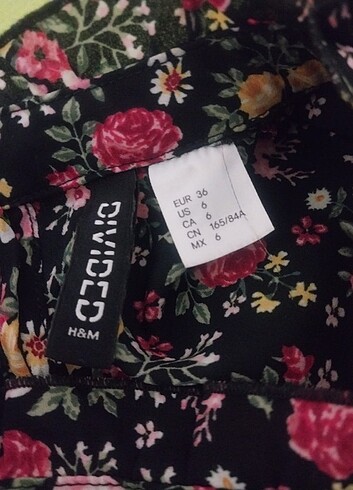 DIVIDED
H&M
EUR 36
US 6
CA 6
CN 165/84A
MX 6